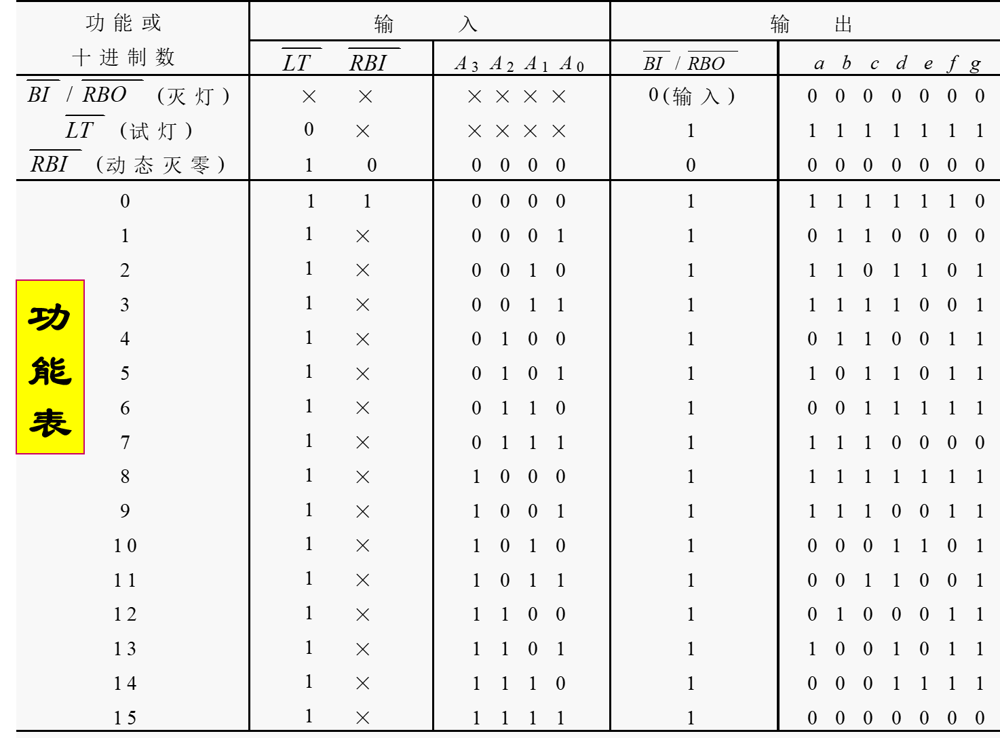 功能或 输 入 输 出
十进制数 LT RBI A3 A2 A1 A0 BI / RBO a b c d e f g
BI / RBO (灭灯) × × × × × × 0(输入) 0 0 0 0 0 0 0
LT (试灯) 0 × × × × × 1 1 1 1 1 1 1 1
RBI (动态灭零) 1 0 0 0 0 0 0 0 0 0 0 0 0 0
0 1 1 0 0 0 0 1 1 1 1 1 1 1 0
1 1 × 0 0 0 1 1 0 1 1 0 0 0 0
2 1 × 0 0 1 0 1 1 1 0 1 1 0 1
3 1 × 0 0 1 1 1 1 1 1 1 0 0 1
4 1 × 0 1 0 0 1 0 1 1 0 0 1 1
5 1 × 0 1 0 1 1 1 0 1 1 0 1 1
6 1 × 0 1 1 0 1 0 0 1 1 1 1 1
7 1 × 0 1 1 1 1 1 1 1 0 0 0 0
8 1 × 1 0 0 0 1 1 1 1 1 1 1 1
9 1 × 1 0 0 1 1 1 1 1 0 0 1 1
10 1 × 1 0 1 0 1 0 0 0 1 1 0 1
11 1 × 1 0 1 1 1 0 0 1 1 0 0 1
12 1 × 1 1 0 0 1 0 1 0 0 0 1 1
13 1 × 1 1 0 1 1 1 0 0 1 0 1 1
14 1 × 1 1 1 0 1 0 0 0 1 1 1 1
15 1 × 1 1 1 1 1 0 0 0 0 0 0 0
功
能
表